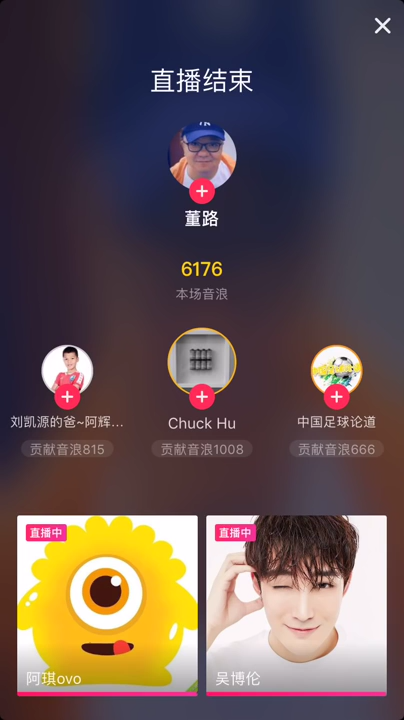 直播结束
董路
6176
本场音浪
刘凯源的爸~阿辉...
Chuck Hu
中国足球论道
贡献音浪815
贡献音浪1008
贡献音浪666
直播中
直播中
阿琪ovo
吴博伦